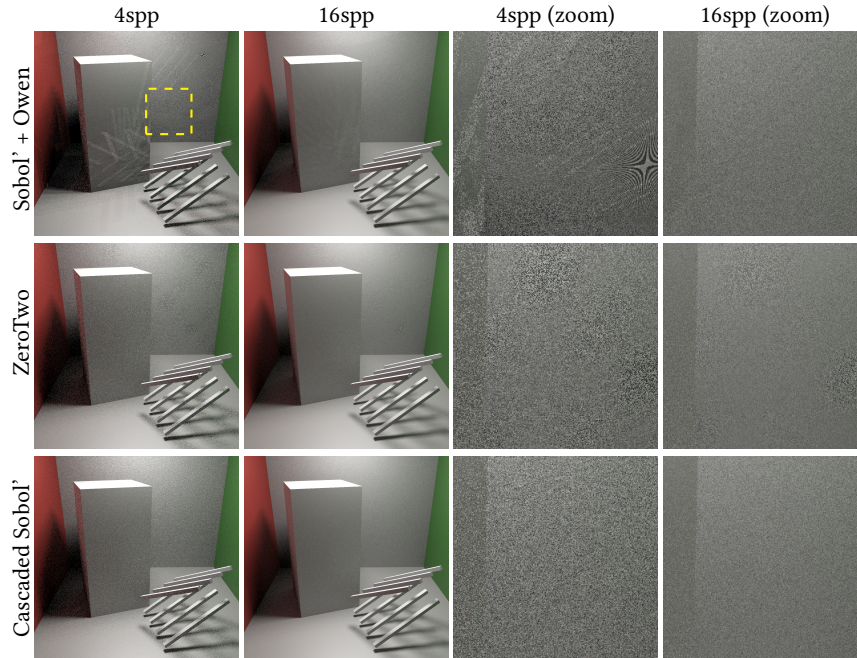 4spp 16spp 4spp (zoom) 16spp (zoom)
Sobol’ + Owen
ZeroTwo
Cascaded Sobol’